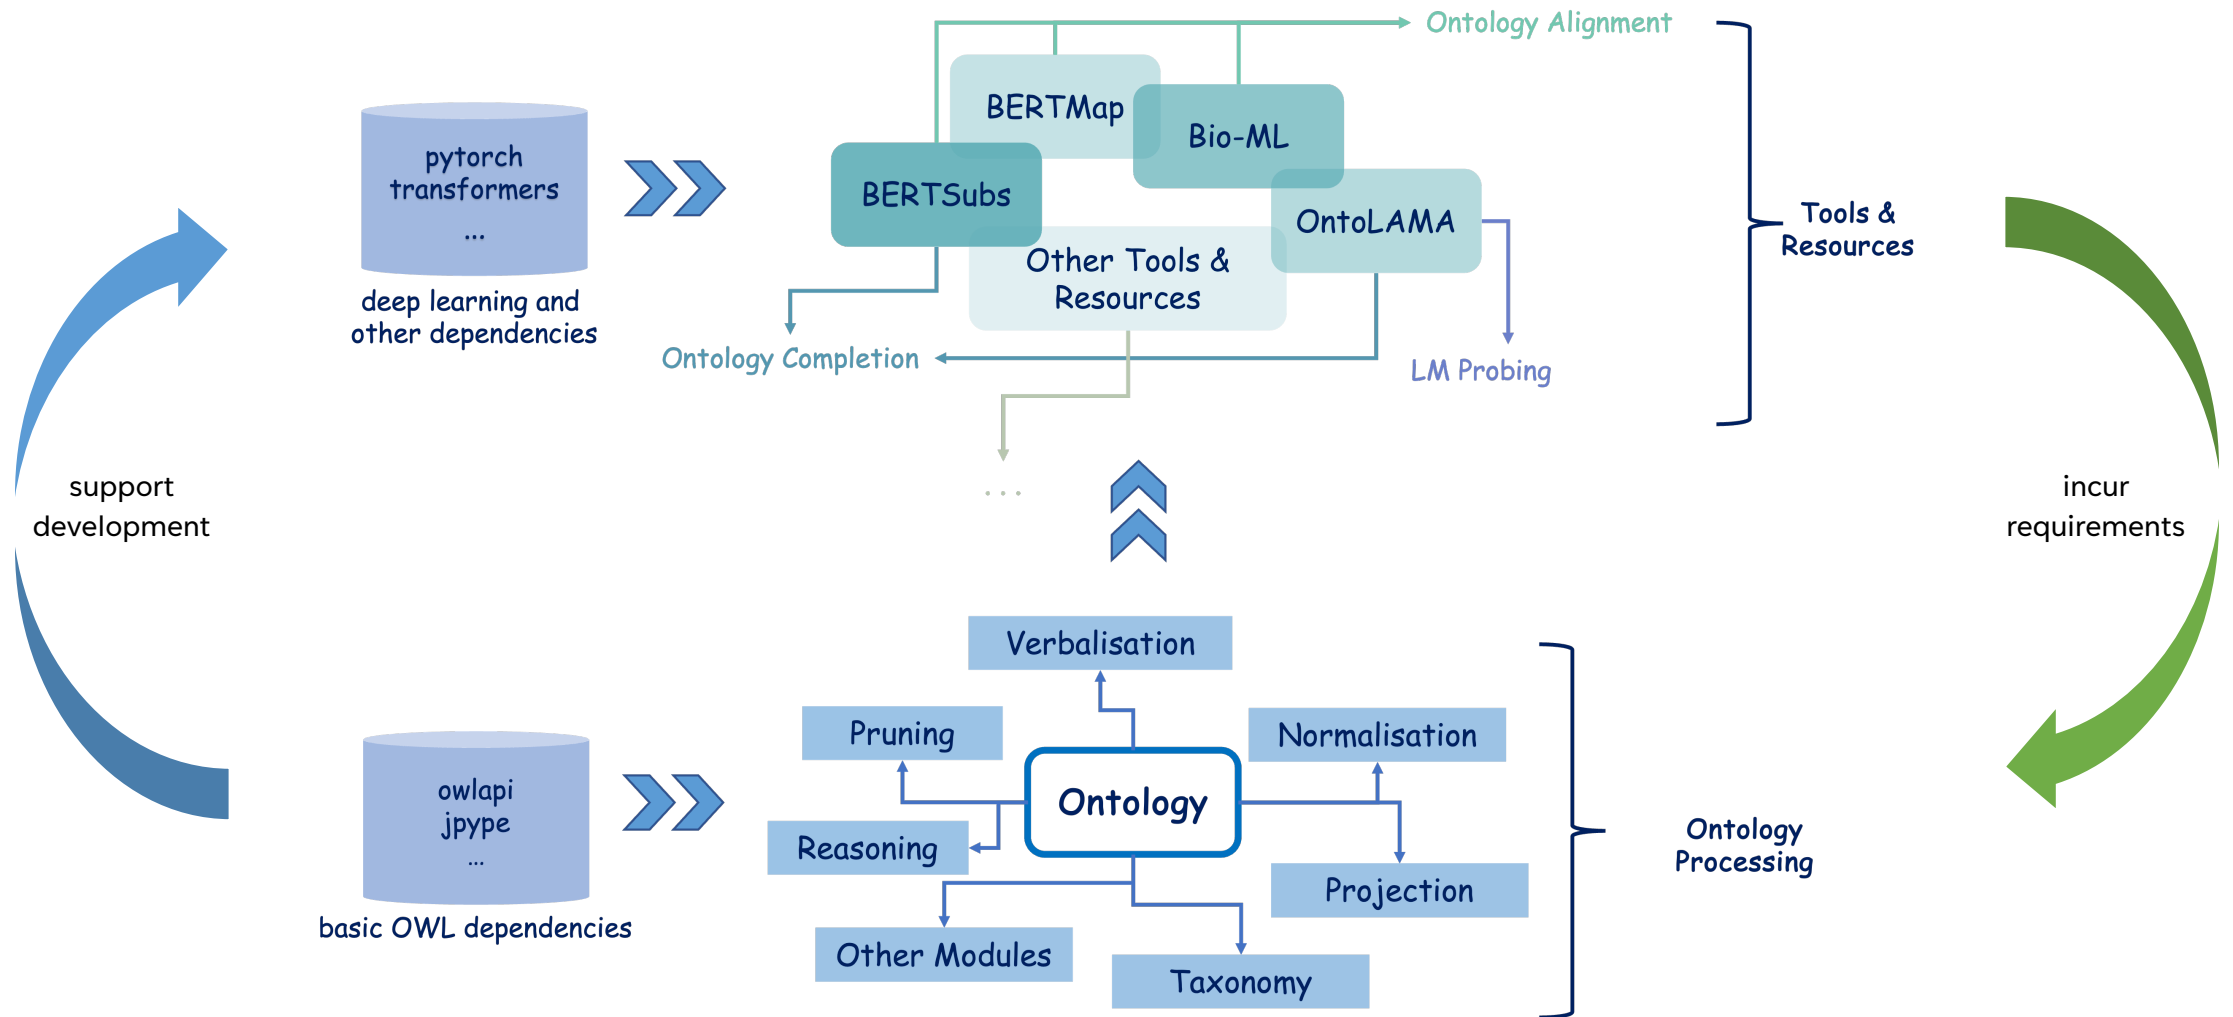 Ontology Alignment
BERTMap
Bio-ML
BERTSubs
OntoLAMA
Other Tools &
Resources
Ontology Completion
LM Probing
...
pytorch
transformers
...
deep learning and
other dependencies
Tools &
Resources
support
development
incur
requirements
Verbalisation
Pruning
Normalisation
Ontology
Reasoning
Projection
Other Modules
Taxonomy
owlapi
jpype
...
basic OWL dependencies
Ontology
Processing